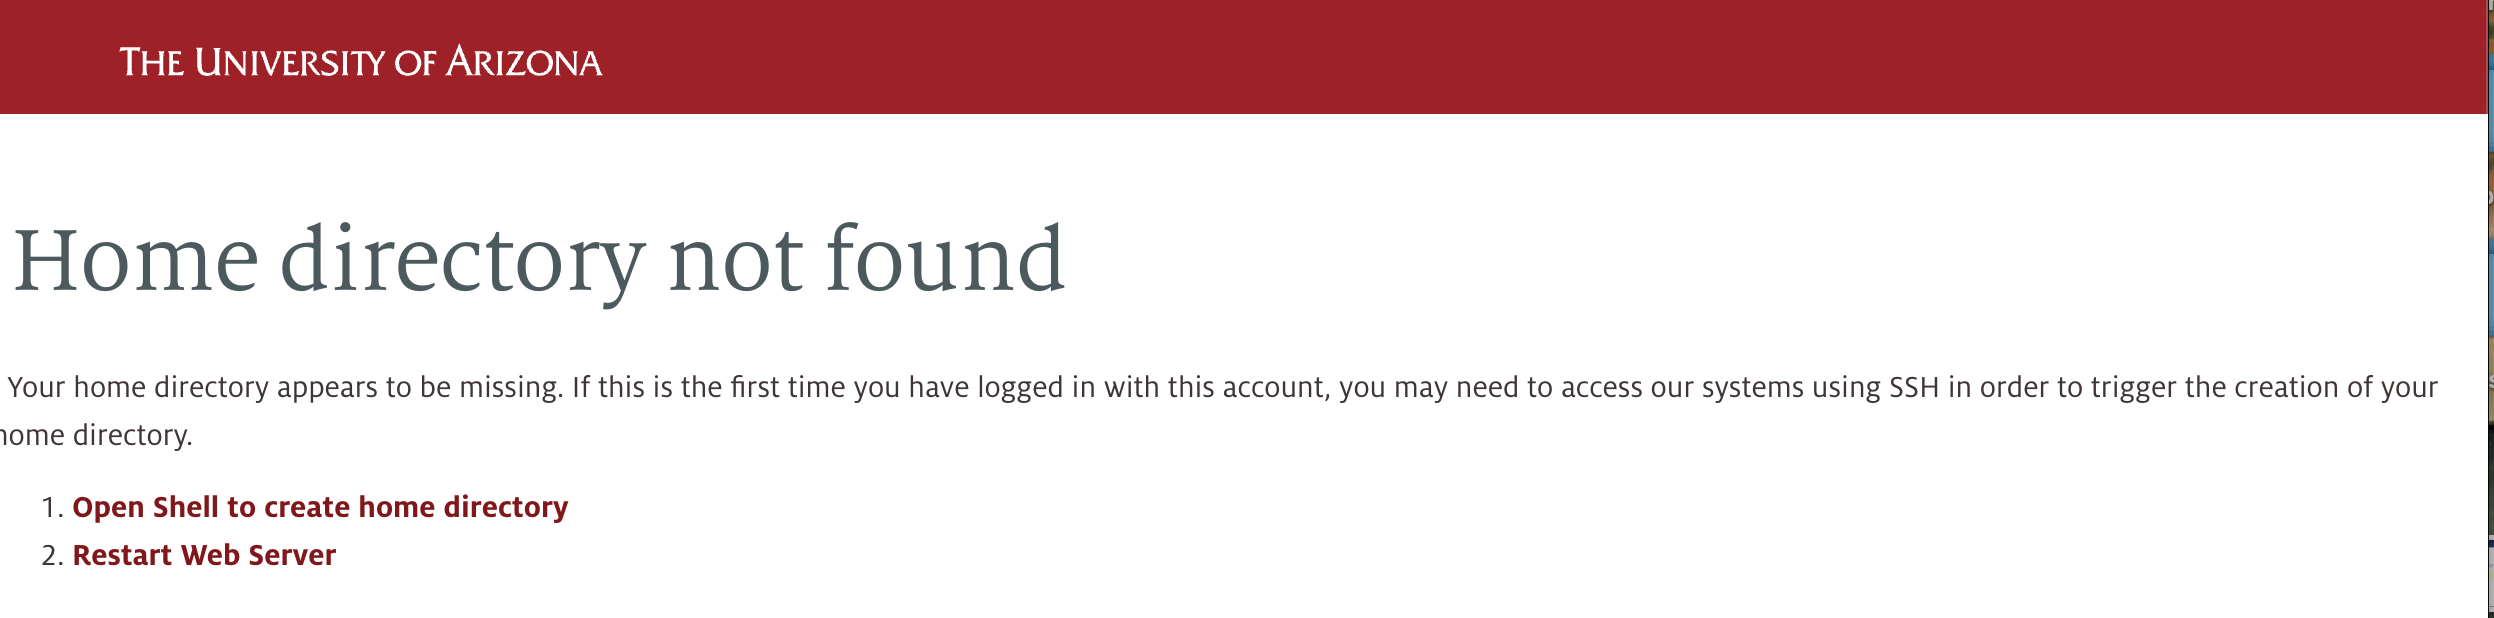 THE UNIVERSITY OF ARIZONA
Home directory not found
Your home directory appears to be missing. If this is the first time you have logged in with this account, you may need to access our systems using SSH in order to trigger the creation of your
home directory.
1. Open Shell to create home directory
2. Restart Web Server